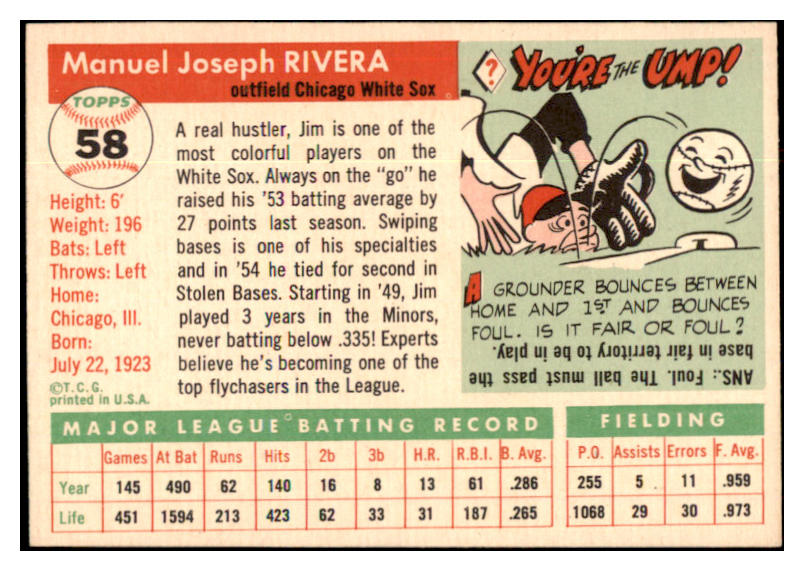 Manuel Joseph RIVERA
outfield Chicago White Sox
TOPPS
58
Height: 6'
Weight: 196
Bats: Left
Throws: Left
Home:
Chicago, Ill.
Born:
July 22, 1923
©T.C.G.
printed in U.S.A.
A real hustler, Jim is one of the
most colorful players on the
White Sox. Always on the "go" he
raised his '53 batting average by
27 points last season. Swiping
bases is one of his specialties
and in '54 he tied for second in
Stolen Bases. Starting in '49, Jim
played 3 years in the Minors,
never batting below .335! Experts
believe he's becoming one of the
top flychasers in the League.
? YOU'RE THE UMP!
A GROUNDER BOUNCES BETWEEN
HOME AND 1ST AND BOUNCES
FOUL. IS IT FAIR OR FOUL?
ANS.: Foul. The ball must pass the
base in fair territory to be in play.
MAJOR LEAGUE BATTING RECORD
Games At Bat Runs Hits 2b 3b H.R. R.B.I. B. Avg.
Year 145 490 62 140 16 8 13 61 .286
Life 451 1594 213 423 62 33 31 187 .265
FIELDING
P.O. Assists Errors F. Avg.
255 5 11 .959
1068 29 30 .973